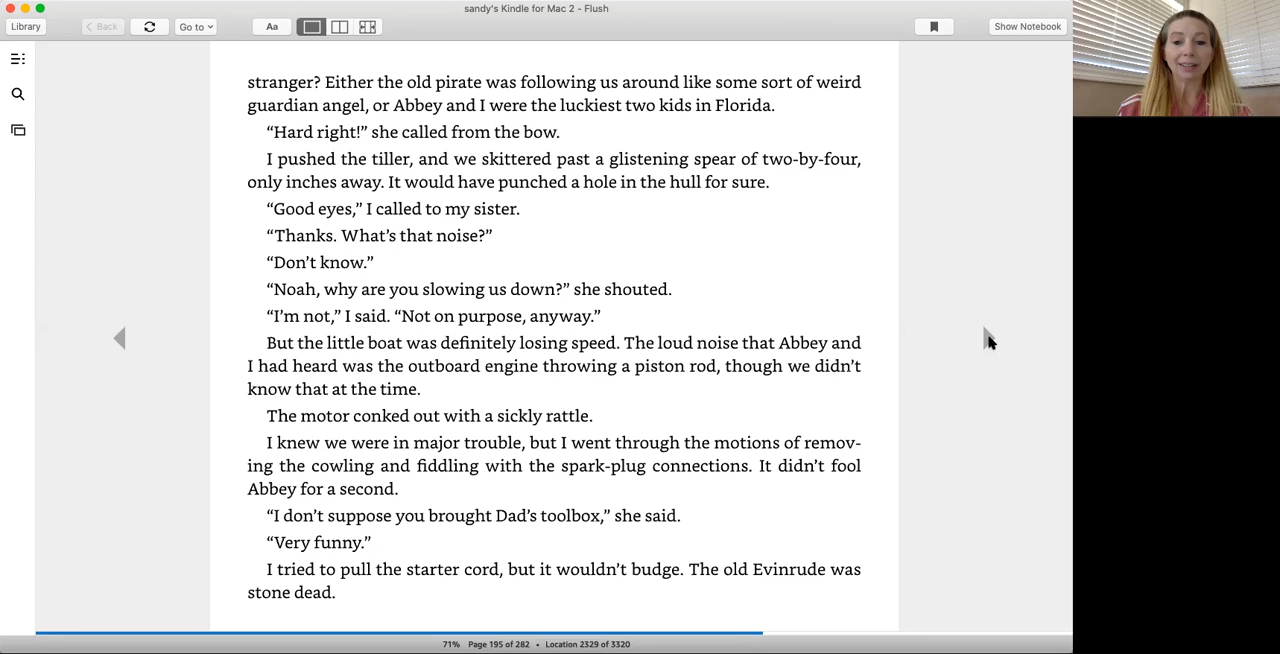 sandy's Kindle for Mac 2 - Flush
Library
Back
Go to
Aa
Show Notebook
stranger? Either the old pirate was following us around like some sort of weird
guardian angel, or Abbey and I were the luckiest two kids in Florida.
“Hard right!” she called from the bow.
I pushed the tiller, and we skittered past a glistening spear of two-by-four,
only inches away. It would have punched a hole in the hull for sure.
“Good eyes,” I called to my sister.
“Thanks. What’s that noise?”
“Don’t know.”
“Noah, why are you slowing us down?” she shouted.
“I’m not,” I said. “Not on purpose, anyway.”
But the little boat was definitely losing speed. The loud noise that Abbey and
I had heard was the outboard engine throwing a piston rod, though we didn’t
know that at the time.
The motor conked out with a sickly rattle.
I knew we were in major trouble, but I went through the motions of remov-
ing the cowling and fiddling with the spark-plug connections. It didn’t fool
Abbey for a second.
“I don’t suppose you brought Dad’s toolbox,” she said.
“Very funny.”
I tried to pull the starter cord, but it wouldn’t budge. The old Evinrude was
stone dead.
71% Page 195 of 282 • Location 2329 of 3320